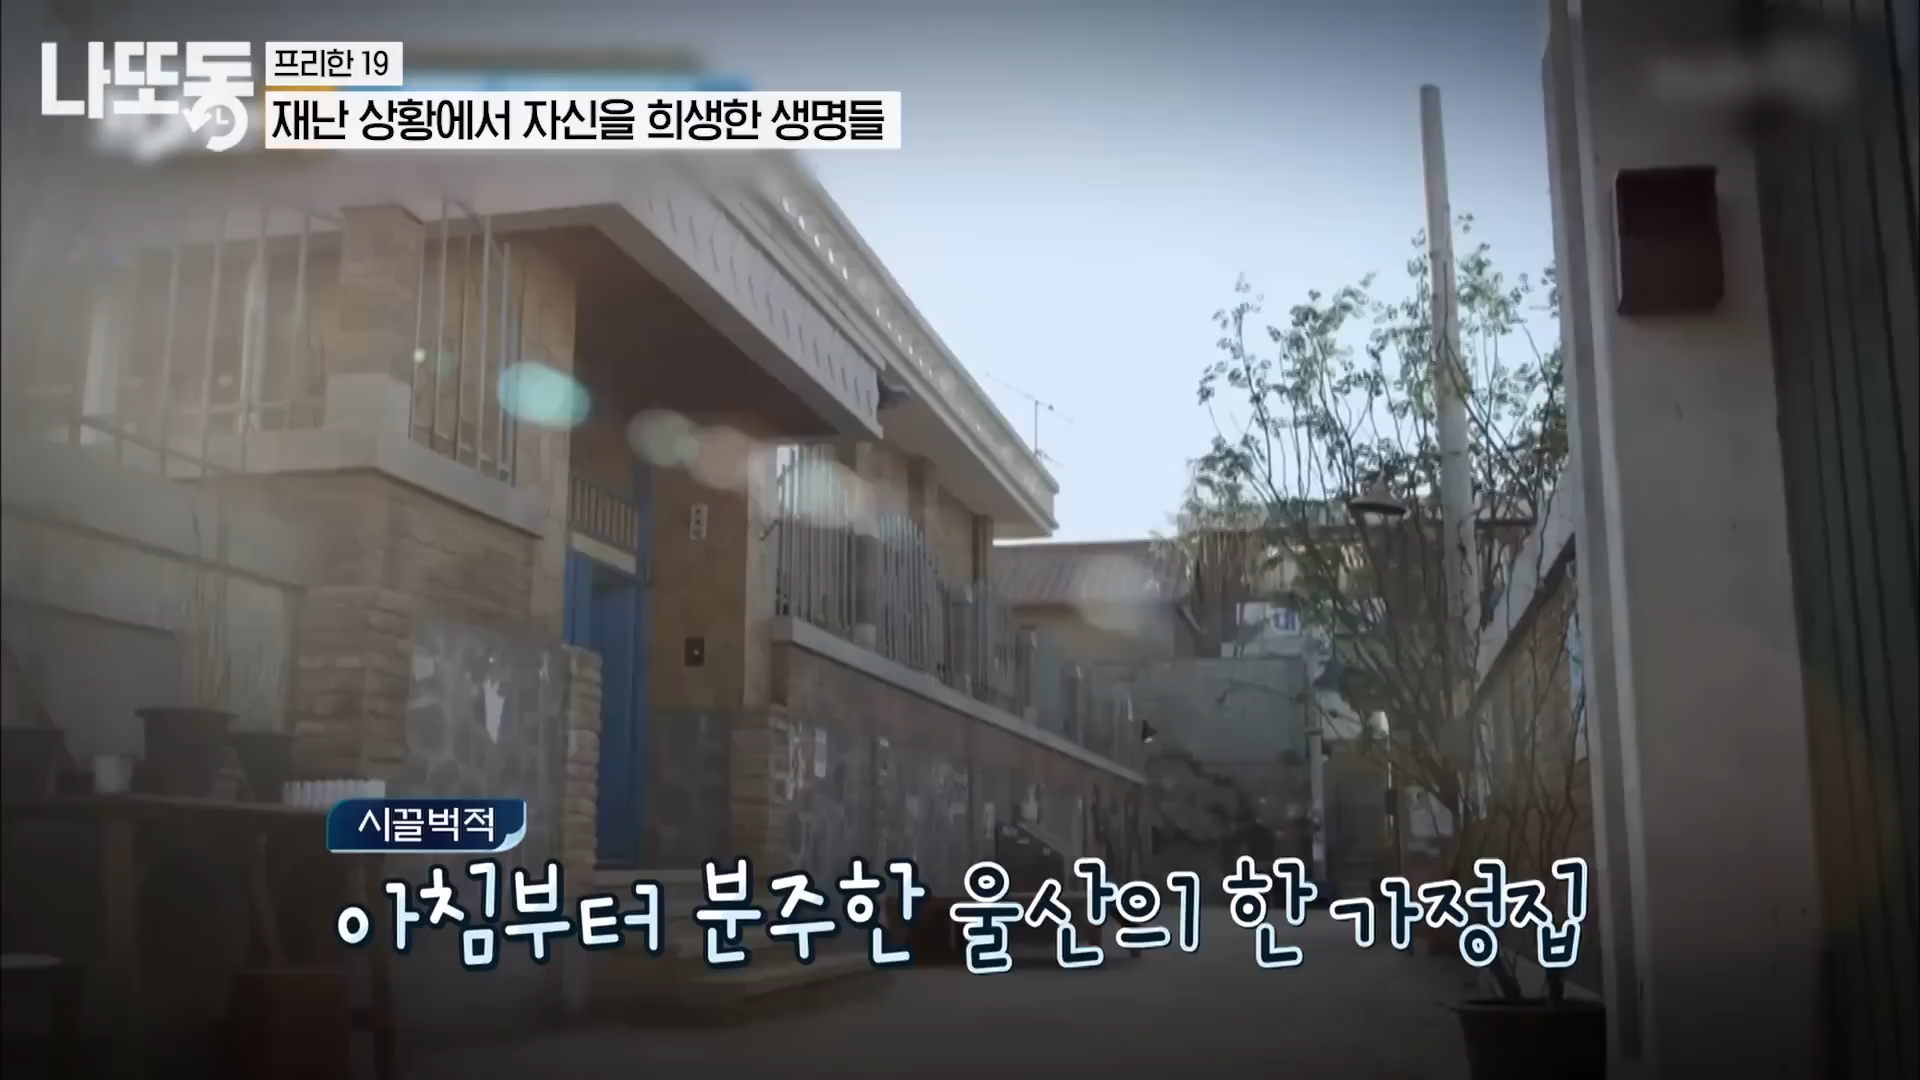 나또동
프리한 19
재난 상황에서 자신을 희생한 생명들
시끌벅적
아침부터 분주한 울산의 한 가정집